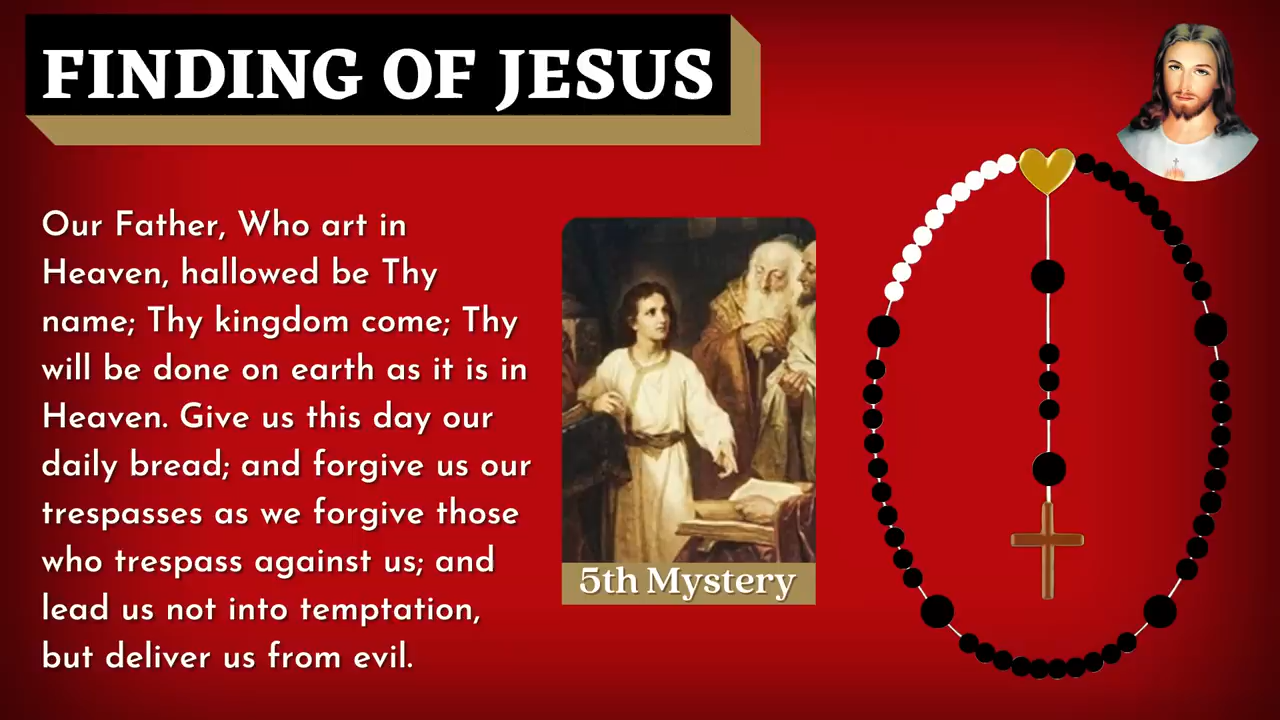 FINDING OF JESUS
Our Father, Who art in
Heaven, hallowed be Thy
name; Thy kingdom come; Thy
will be done on earth as it is in
Heaven. Give us this day our
daily bread; and forgive us our
trespasses as we forgive those
who trespass against us; and
lead us not into temptation,
but deliver us from evil.
5th Mystery